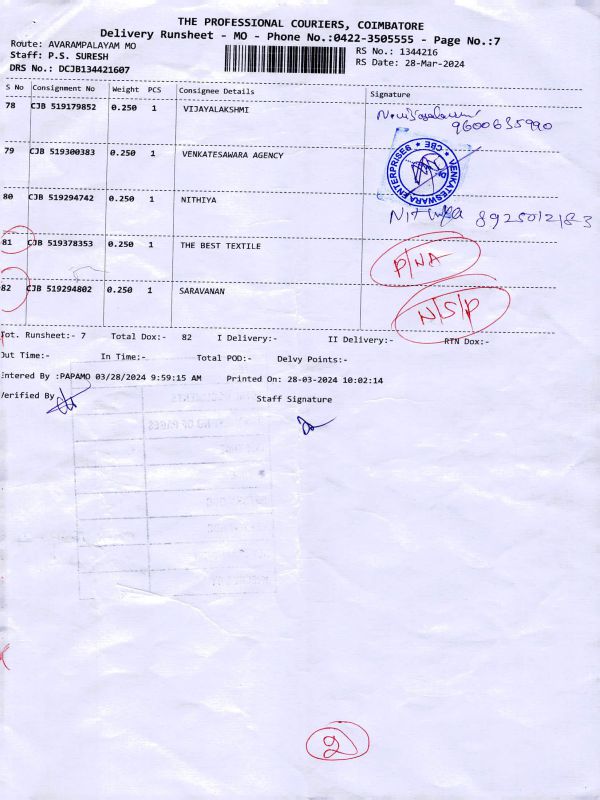 THE PROFESSIONAL COURIERS, COIMBATORE
Delivery Runsheet - MO - Phone No.:0422-3505555 - Page No.:7
Route: AVARAMPALAYAM MO
RS No.: 1344216
Staff: P.S. SURESH
RS Date: 28-Mar-2024
DRS No.: DCJB134421607
S No Consignment No Weight PCS Consignee Details Signature
78 CJB 519179852 0.250 1 VIJAYALAKSHMI
9600635990
79 CJB 519300383 0.250 1 VENKATESAWARA AGENCY
VENKATESWARA ENTERPRISES * CBE *
80 CJB 519294742 0.250 1 NITHIYA
Nithiya 8925012183
81 CJB 519378353 0.250 1 THE BEST TEXTILE
P/NA
82 CJB 519294802 0.250 1 SARAVANAN
N/S/P
Tot. Runsheet:- 7 Total Dox:- 82 I Delivery:- II Delivery:- RTN Dox:-
Out Time:- In Time:- Total POD:- Delvy Points:-
Entered By :PAPAMO 03/28/2024 9:59:15 AM Printed On: 28-03-2024 10:02:14
Verified By
Staff Signature
2